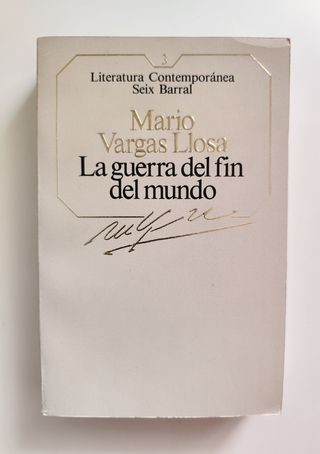 3
Literatura Contemporánea
Seix Barral
Mario
Vargas Llosa
La guerra del fin
del mundo